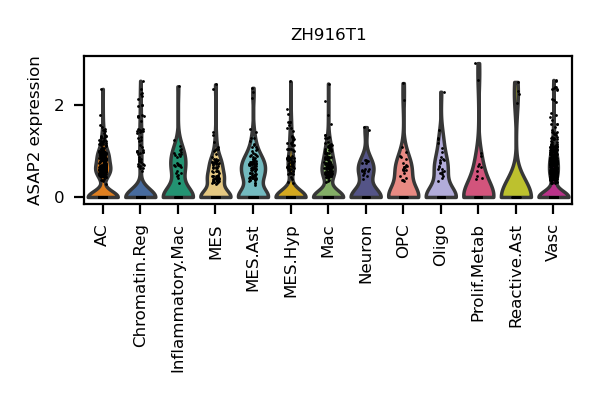 ZH916T1
ASAP2 expression
2
0
AC
Chromatin.Reg
Inflammatory.Mac
MES
MES.Ast
MES.Hyp
Mac
Neuron
OPC
Oligo
Prolif.Metab
Reactive.Ast
Vasc